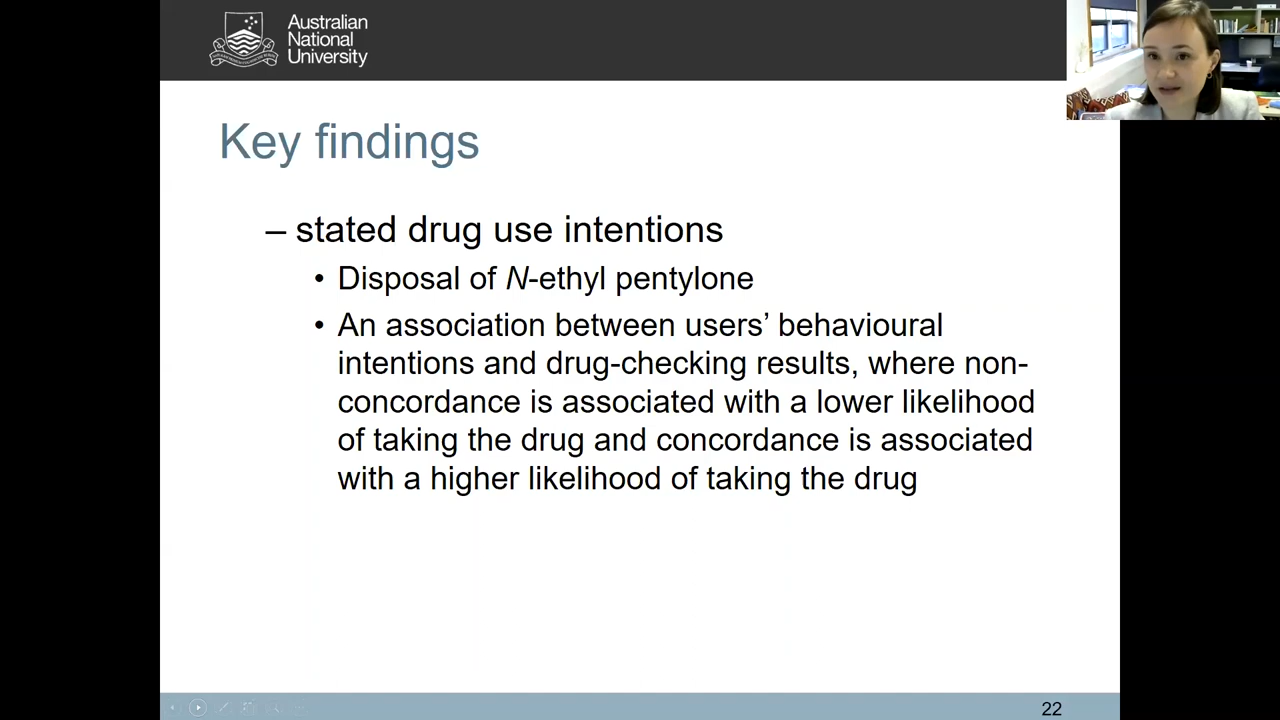 Australian
National
University
Key findings
– stated drug use intentions
• Disposal of N-ethyl pentylone
• An association between users’ behavioural
intentions and drug-checking results, where non-
concordance is associated with a lower likelihood
of taking the drug and concordance is associated
with a higher likelihood of taking the drug
22